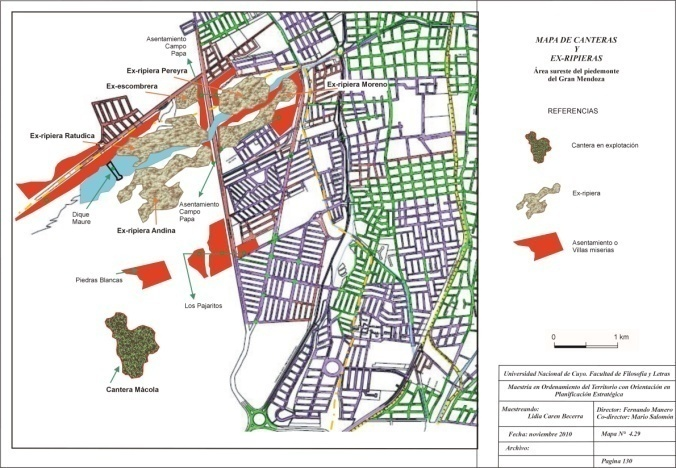 MAPA DE CANTERAS
Y
EX-RIPIERAS
Área sureste del piedemonte
del Gran Mendoza
REFERENCIAS
Cantera en explotación
Ex-ripiera
Asentamiento o
Villas miserias
0 1 km
Asentamiento
Campo
Papa
Ex-ripiera Pereyra
Ex-escombrera
Ex-ripiera Moreno
Ex-ripiera Ratudica
Dique
Maure
Asentamiento
Campo
Papa
Ex-ripiera Andina
Piedras Blancas
Los Pajaritos
Cantera Mácola
Universidad Nacional de Cuyo. Facultad de Filosofía y Letras
Maestría en Ordenamiento del Territorio con Orientación en
Planificación Estratégica
Maestreando:
Lidia Caren Becerra
Director: Fernando Manero
Co-director: Mario Salomón
Fecha: noviembre 2010
Mapa N° 4.29
Archivo:
Pagina 130